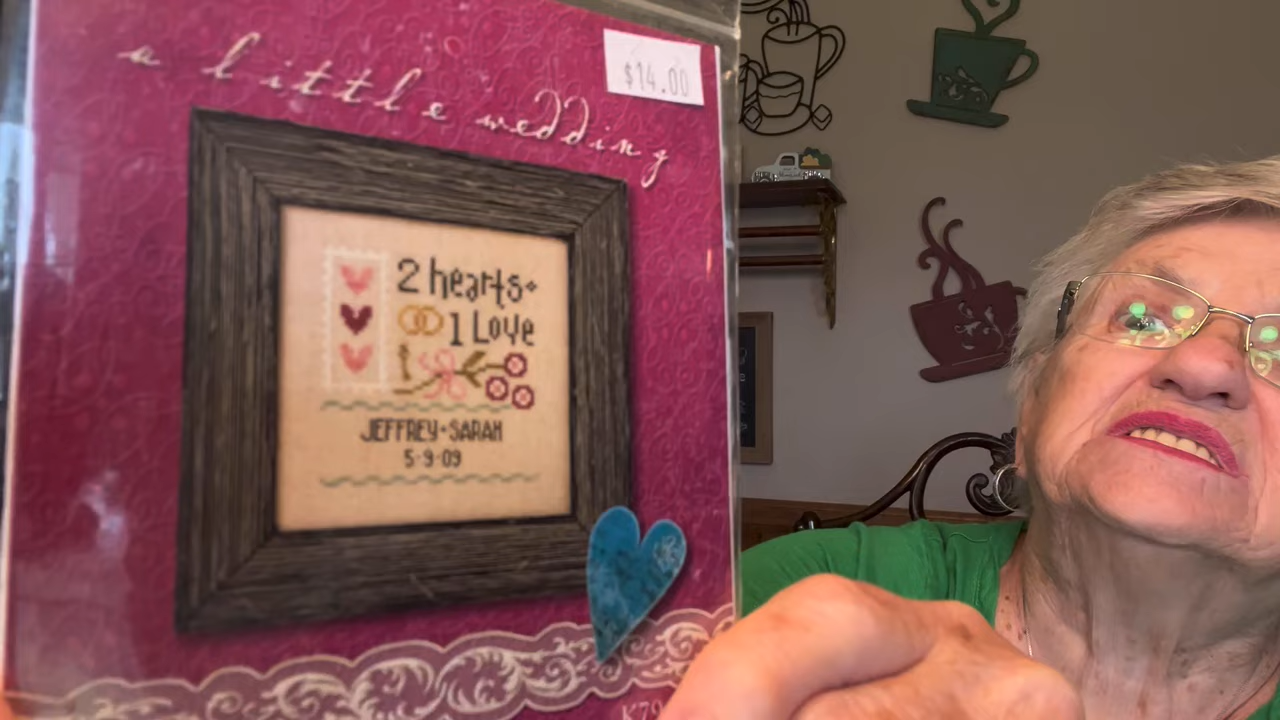 a little wedding
$14.00
2 hearts
1 Love
JEFFREY+SARAH
5-9-09